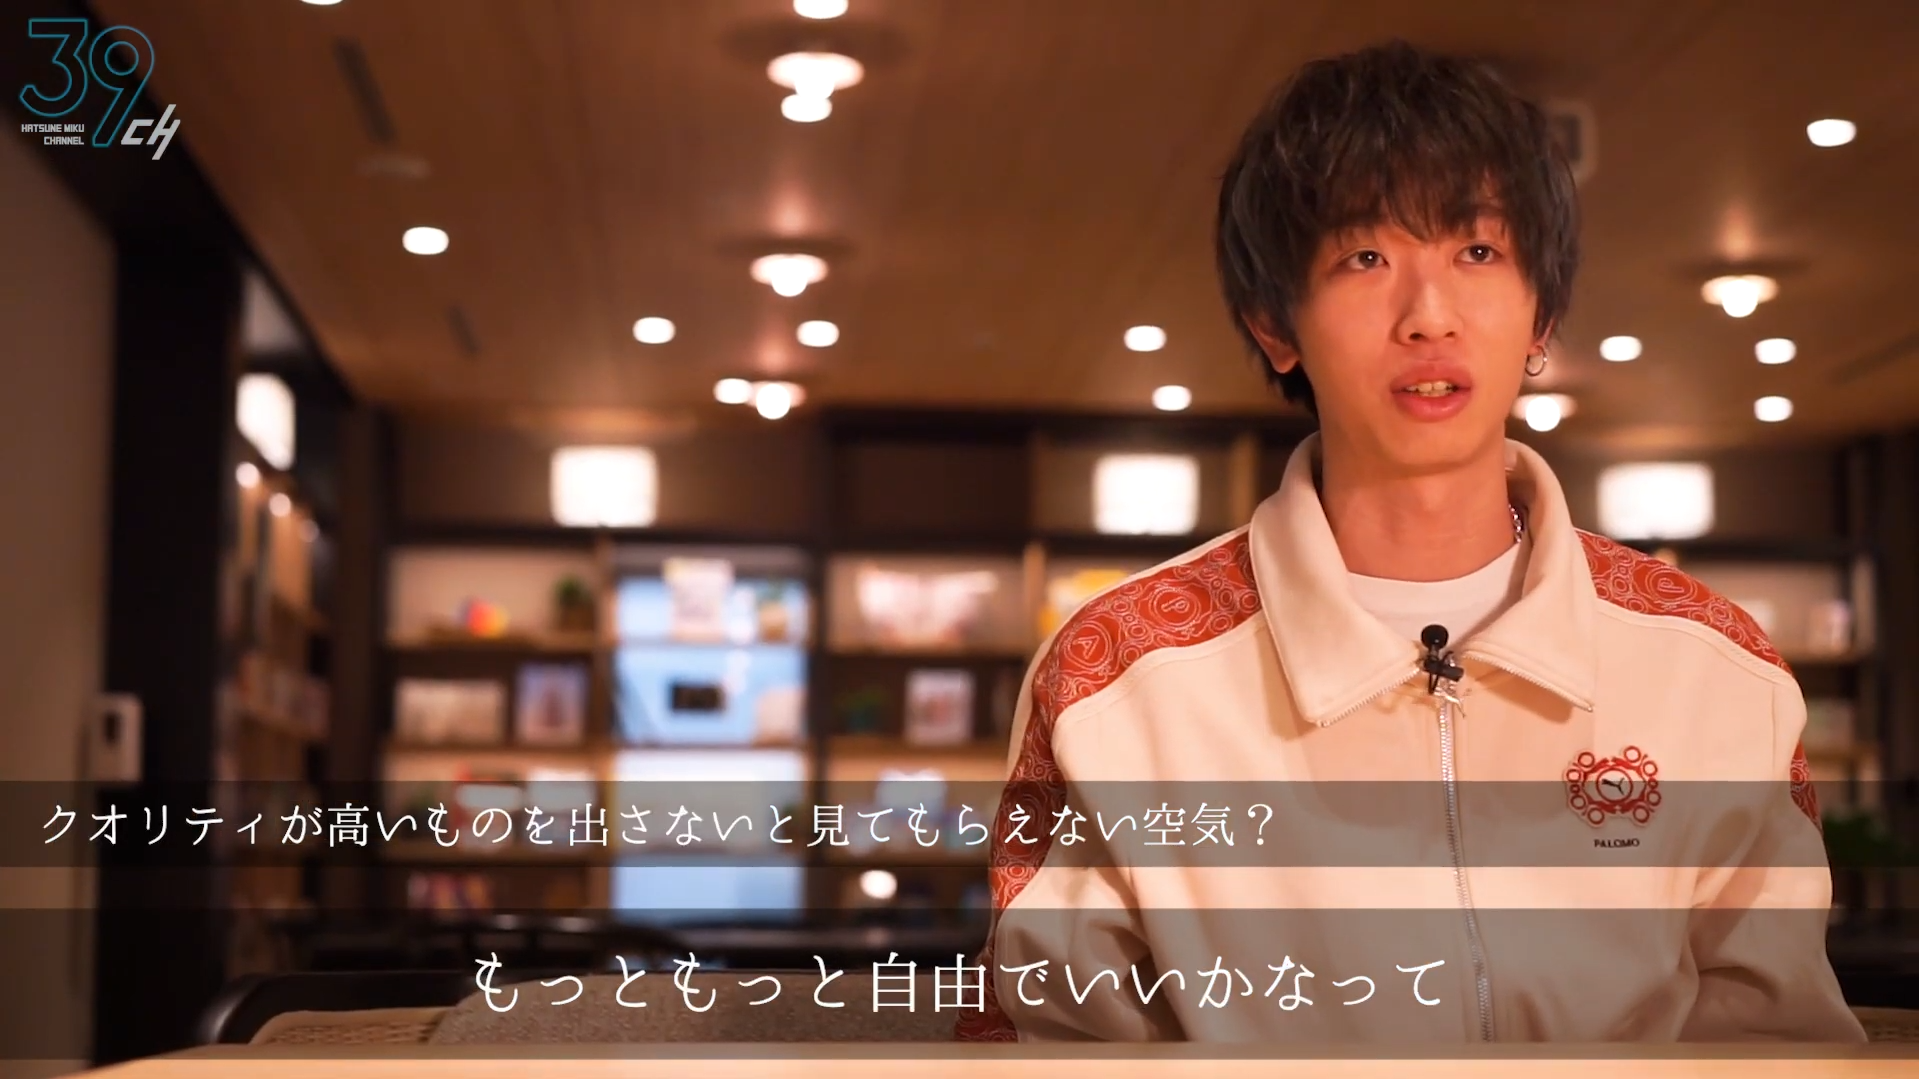 39ch
HATSUNE MIKU
CHANNEL
クオリティが高いものを出さないと見てもらえない空気？
PALOMO
もっともっと自由でいいかなって